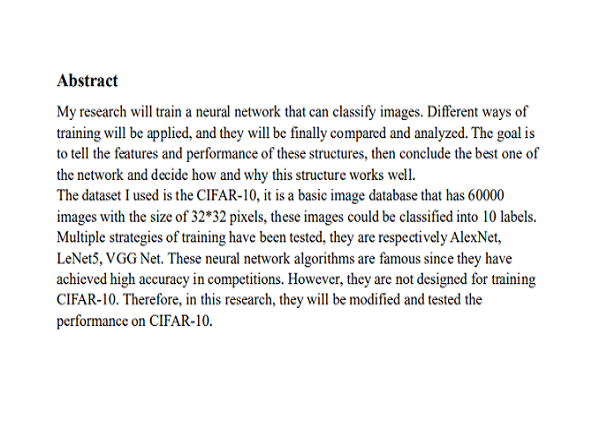 Abstract
My research will train a neural network that can classify images. Different ways of
training will be applied, and they will be finally compared and analyzed. The goal is
to tell the features and performance of these structures, then conclude the best one of
the network and decide how and why this structure works well.
The dataset I used is the CIFAR-10, it is a basic image database that has 60000
images with the size of 32*32 pixels, these images could be classified into 10 labels.
Multiple strategies of training have been tested, they are respectively AlexNet,
LeNet5, VGG Net. These neural network algorithms are famous since they have
achieved high accuracy in competitions. However, they are not designed for training
CIFAR-10. Therefore, in this research, they will be modified and tested the
performance on CIFAR-10.